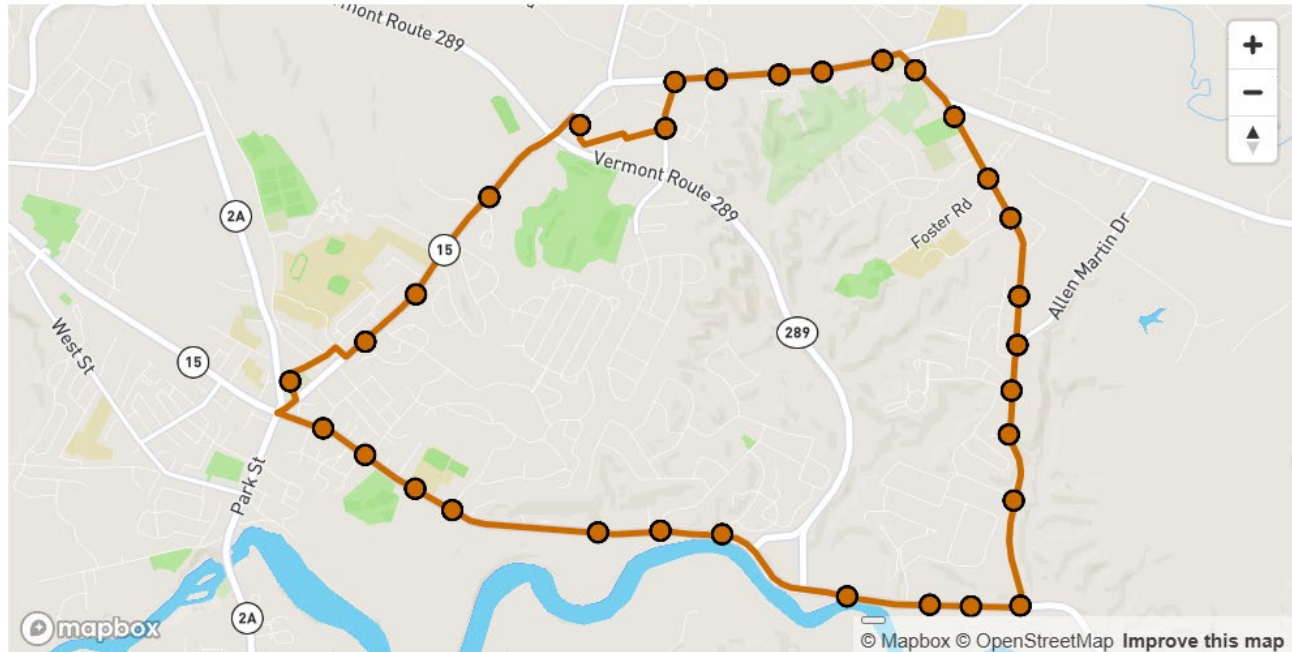 Vermont Route 289
2A
15
Vermont Route 289
Foster Rd
Allen Martin Dr
289
West St
15
Park St
2A
mapbox
© Mapbox © OpenStreetMap Improve this map